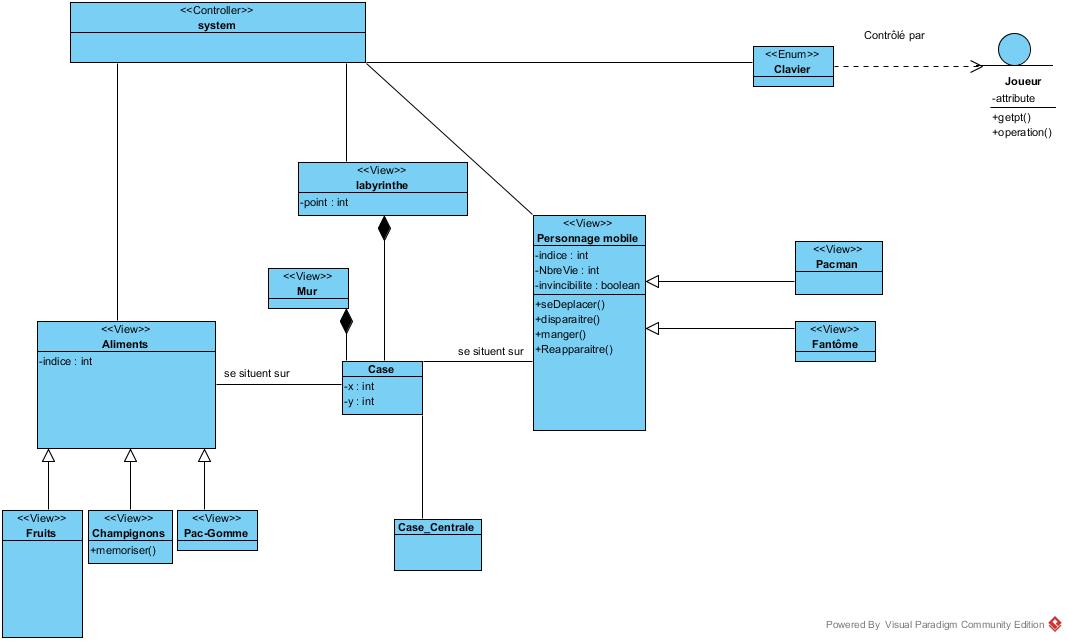 <<Controller>>
system
Contrôlé par
<<Enum>>
Clavier
Joueur
-attribute
+getpt()
+operation()
<<View>>
labyrinthe
-point : int
<<View>>
Personnage mobile
-indice : int
-NbreVie : int
-invincibilite : boolean
+seDeplacer()
+disparaitre()
+manger()
+Reapparaitre()
<<View>>
Pacman
<<View>>
Fantôme
<<View>>
Mur
<<View>>
Aliments
-indice : int
se situent sur
se situent sur
Case
-x : int
-y : int
<<View>>
Fruits
<<View>>
Champignons
+memoriser()
<<View>>
Pac-Gomme
Case_Centrale
Powered By Visual Paradigm Community Edition